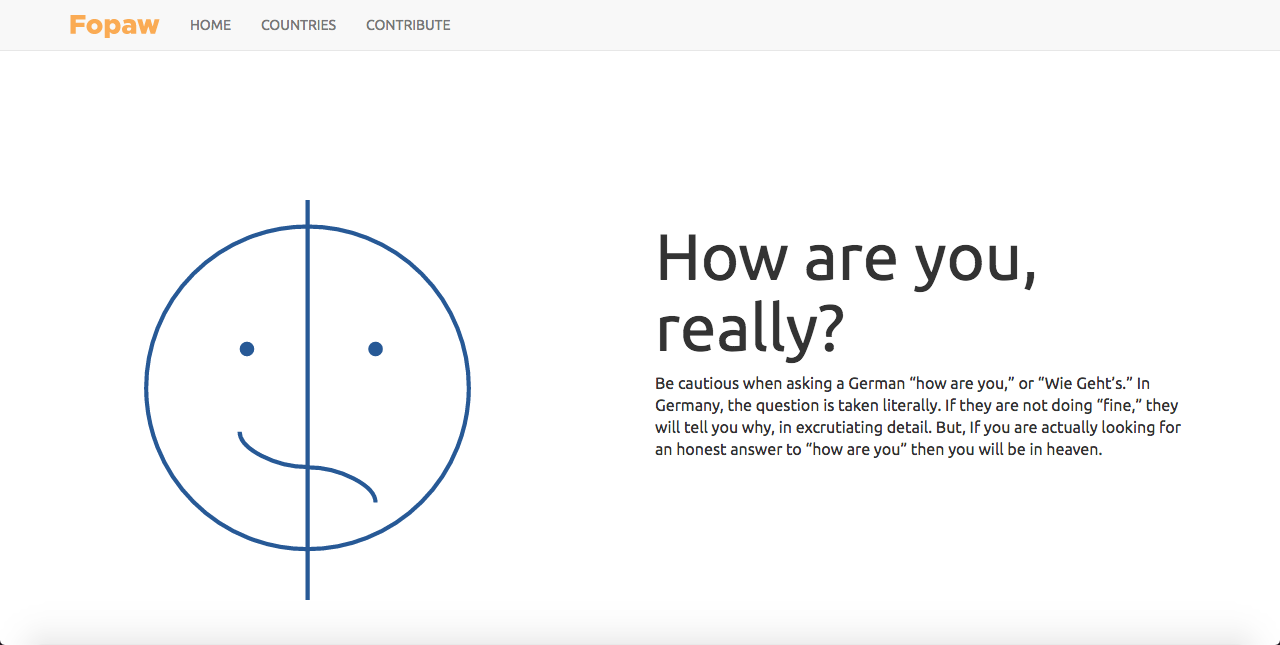 Fopaw HOME COUNTRIES CONTRIBUTE
How are you,
really?
Be cautious when asking a German “how are you,” or “Wie Geht’s.” In
Germany, the question is taken literally. If they are not doing “fine,” they
will tell you why, in excrutiating detail. But, If you are actually looking for
an honest answer to “how are you” then you will be in heaven.